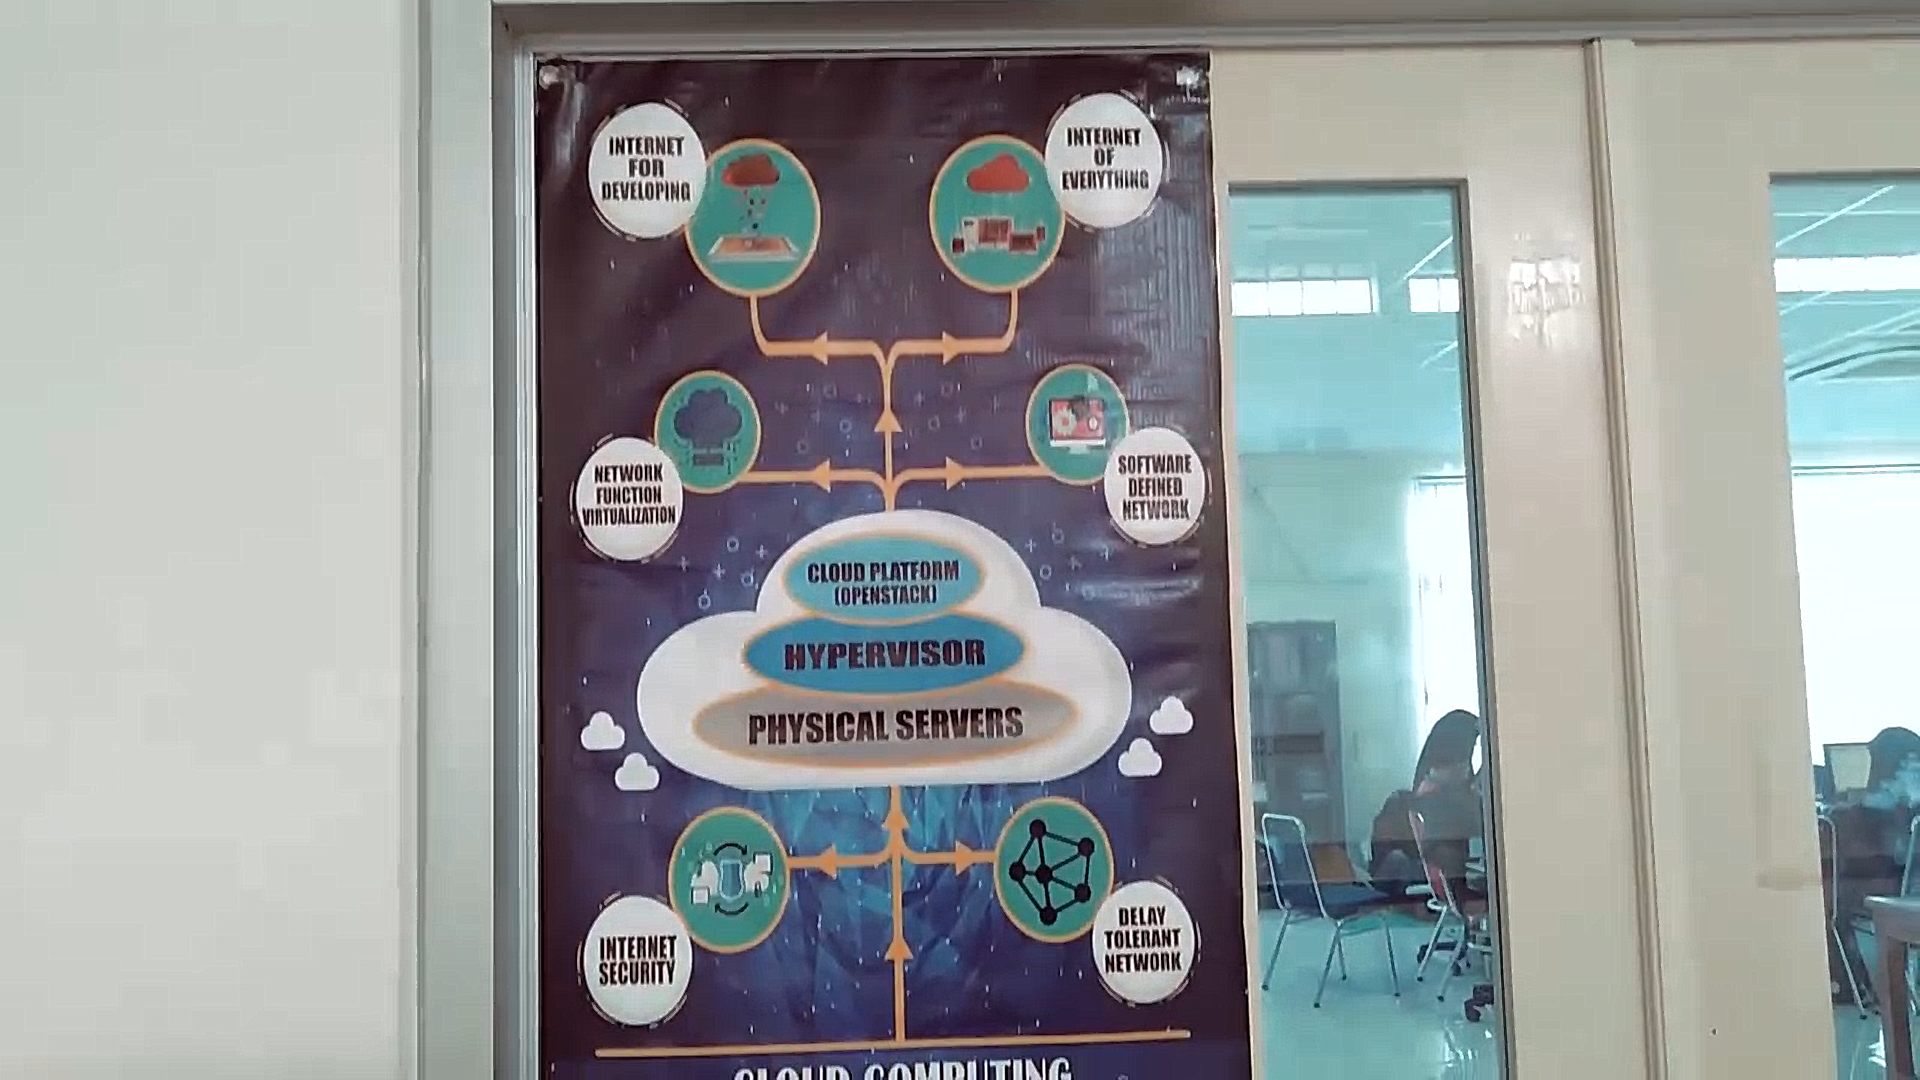 INTERNET
FOR
DEVELOPING
INTERNET
OF
EVERYTHING
NETWORK
FUNCTION
VIRTUALIZATION
SOFTWARE
DEFINED
NETWORK
CLOUD PLATFORM
(OPENSTACK)
HYPERVISOR
PHYSICAL SERVERS
INTERNET
SECURITY
DELAY
TOLERANT
NETWORK
CLOUD COMPUTING